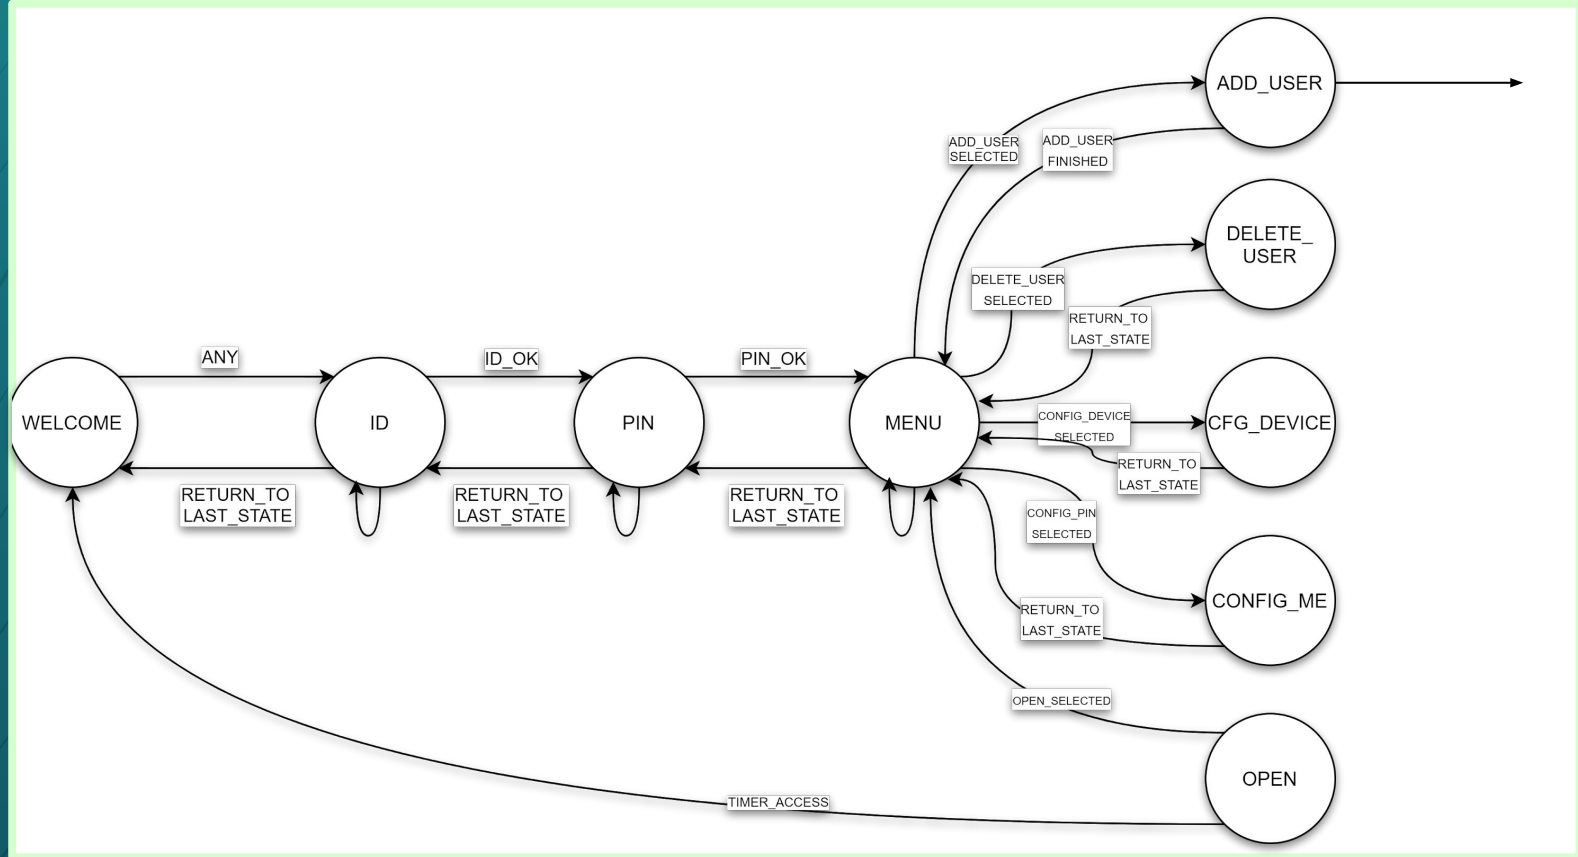 ADD_USER
ADD_USER
SELECTED
ADD_USER
FINISHED
DELETE_
USER
DELETE_USER
SELECTED
RETURN_TO
LAST_STATE
ANY
ID_OK
PIN_OK
WELCOME
ID
PIN
MENU
CONFIG_DEVICE
SELECTED
CFG_DEVICE
RETURN_TO
LAST_STATE
RETURN_TO
LAST_STATE
RETURN_TO
LAST_STATE
RETURN_TO
LAST_STATE
CONFIG_PIN
SELECTED
CONFIG_ME
RETURN_TO
LAST_STATE
OPEN_SELECTED
OPEN
TIMER_ACCESS